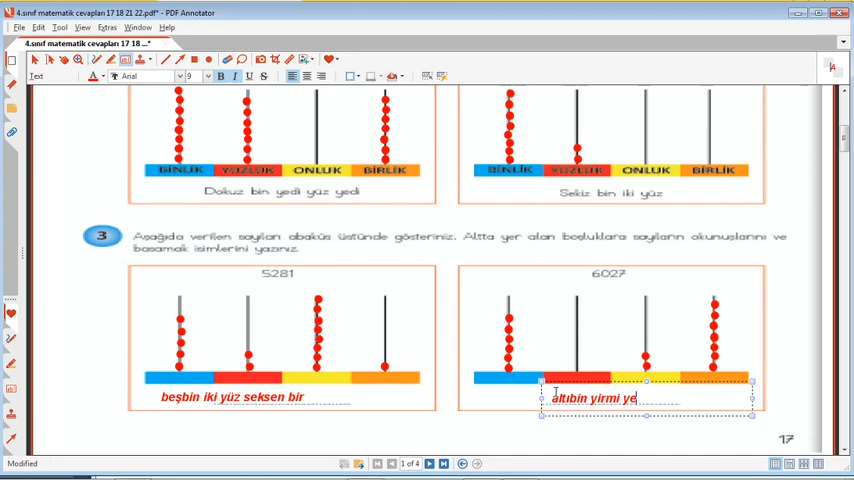 4.sınıf matematik cevapları 17 18 21 22.pdf* - PDF Annotator
File Edit Tool View Extras Window Help
4.sınıf matematik cevapları 17 18 ...*
Text A Arial 9 B I U S
BİNLİK YÜZLÜK ONLUK BİRLİK
BİNLİK YÜZLÜK ONLUK BİRLİK
Dokuz bin yedi yüz yedi
Sekiz bin iki yüz
3 Aşağıda verilen sayıları abaküs üstünde gösteriniz. Altta yer alan boşluklara sayıların okunuşlarını ve
basamak isimlerini yazınız.
5281
6027
beşbin iki yüz seksen bir
altıbin yirmi ye
17
Modified
1 of 4